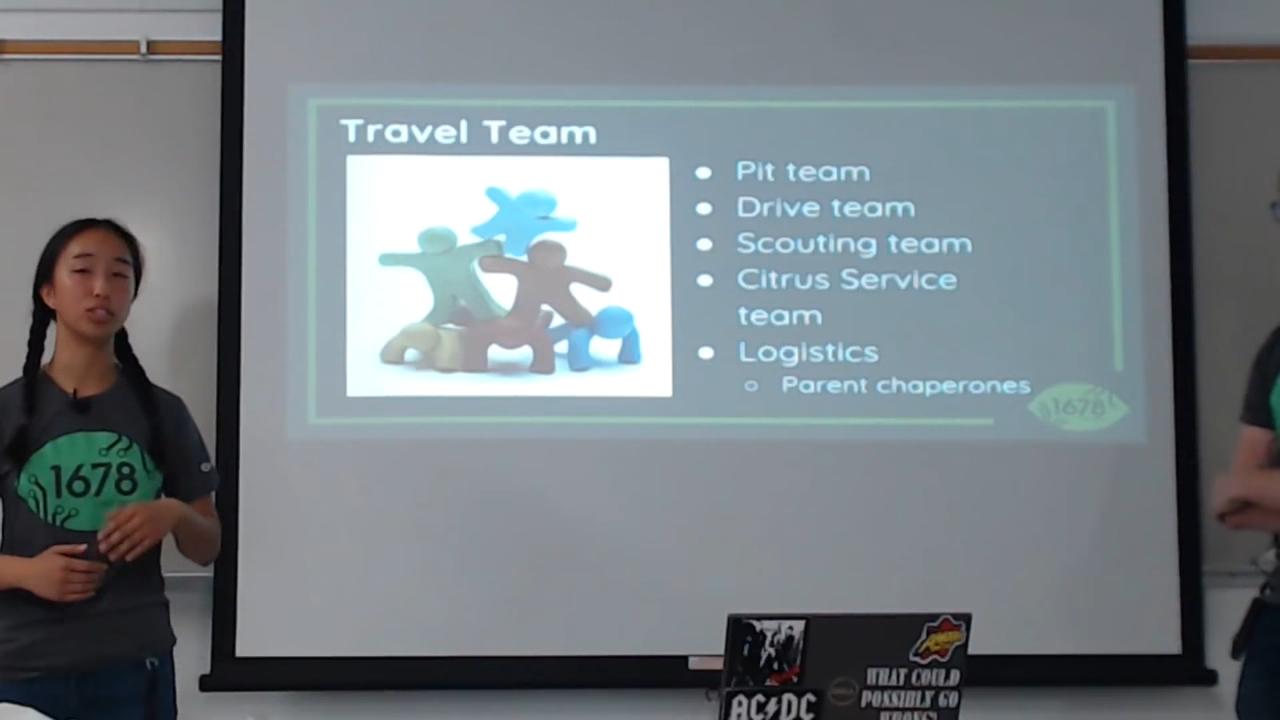 Travel Team
Pit team
Drive team
Scouting team
Citrus Service
team
Logistics
Parent chaperones
1678
1678
AC⚡DC
WHAT COULD
POSSIBLY GO
WRONG?